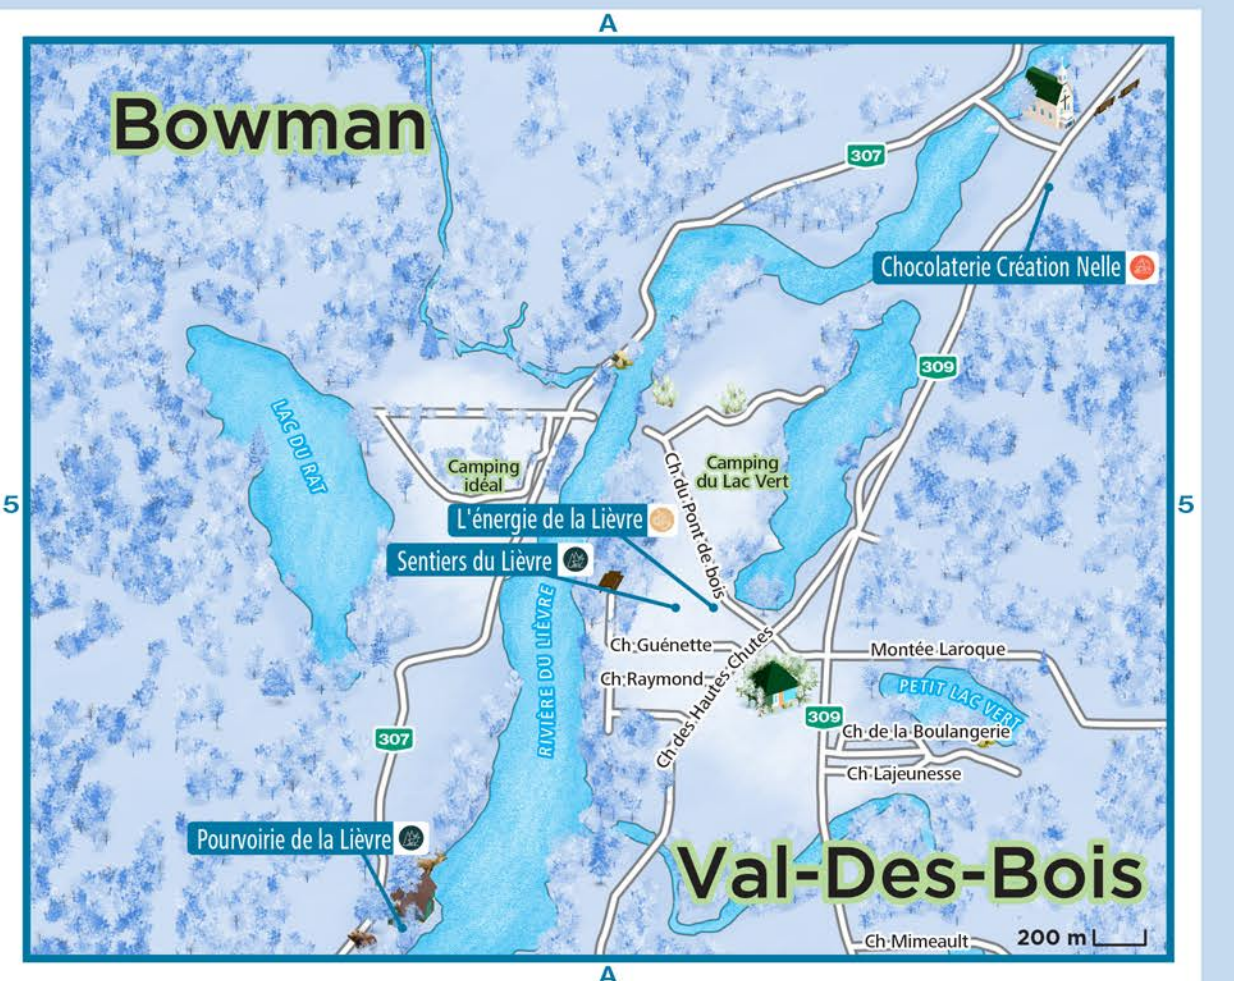 A
Bowman
307
Chocolaterie Création Nelle
309
LAC DU RAT
Camping
idéal
Ch du Pont de bois
Camping
du Lac Vert
5
5
L'énergie de la Lièvre
Sentiers du Lièvre
RIVIÈRE DU LIÈVRE
Ch Guénette
Ch des Hautes Chutes
Montée Laroque
Ch Raymond
PETIT LAC VERT
309
307
Ch de la Boulangerie
Ch Lajeunesse
Pourvoirie de la Lièvre
Val-Des-Bois
Ch Mimeault
200 m
A